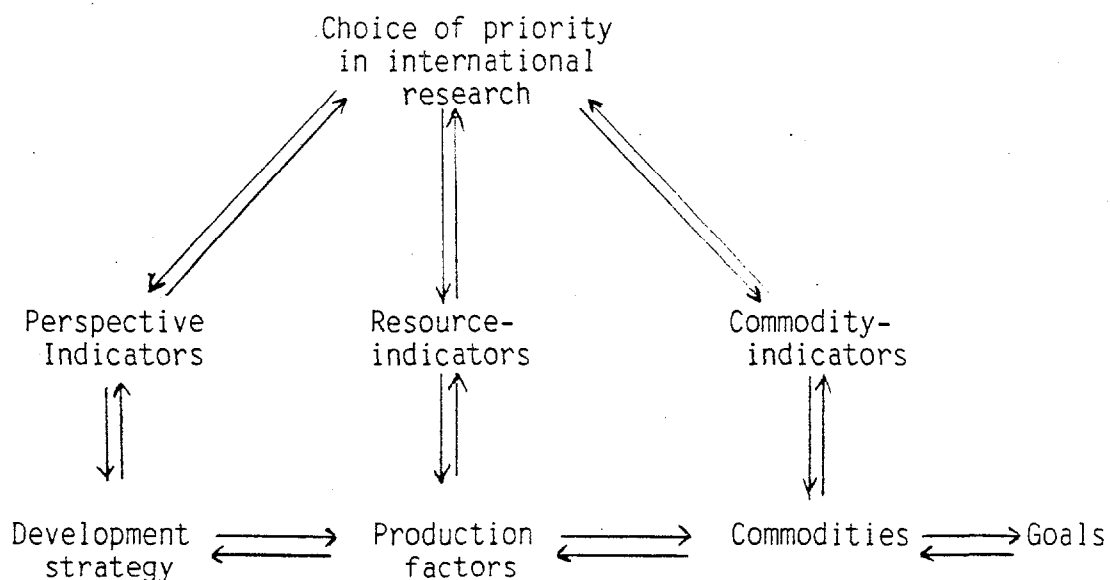 Choice of priority
in international
research
Perspective
Indicators
Resource-
indicators
Commodity-
indicators
Development
strategy
Production
factors
Commodities
Goals